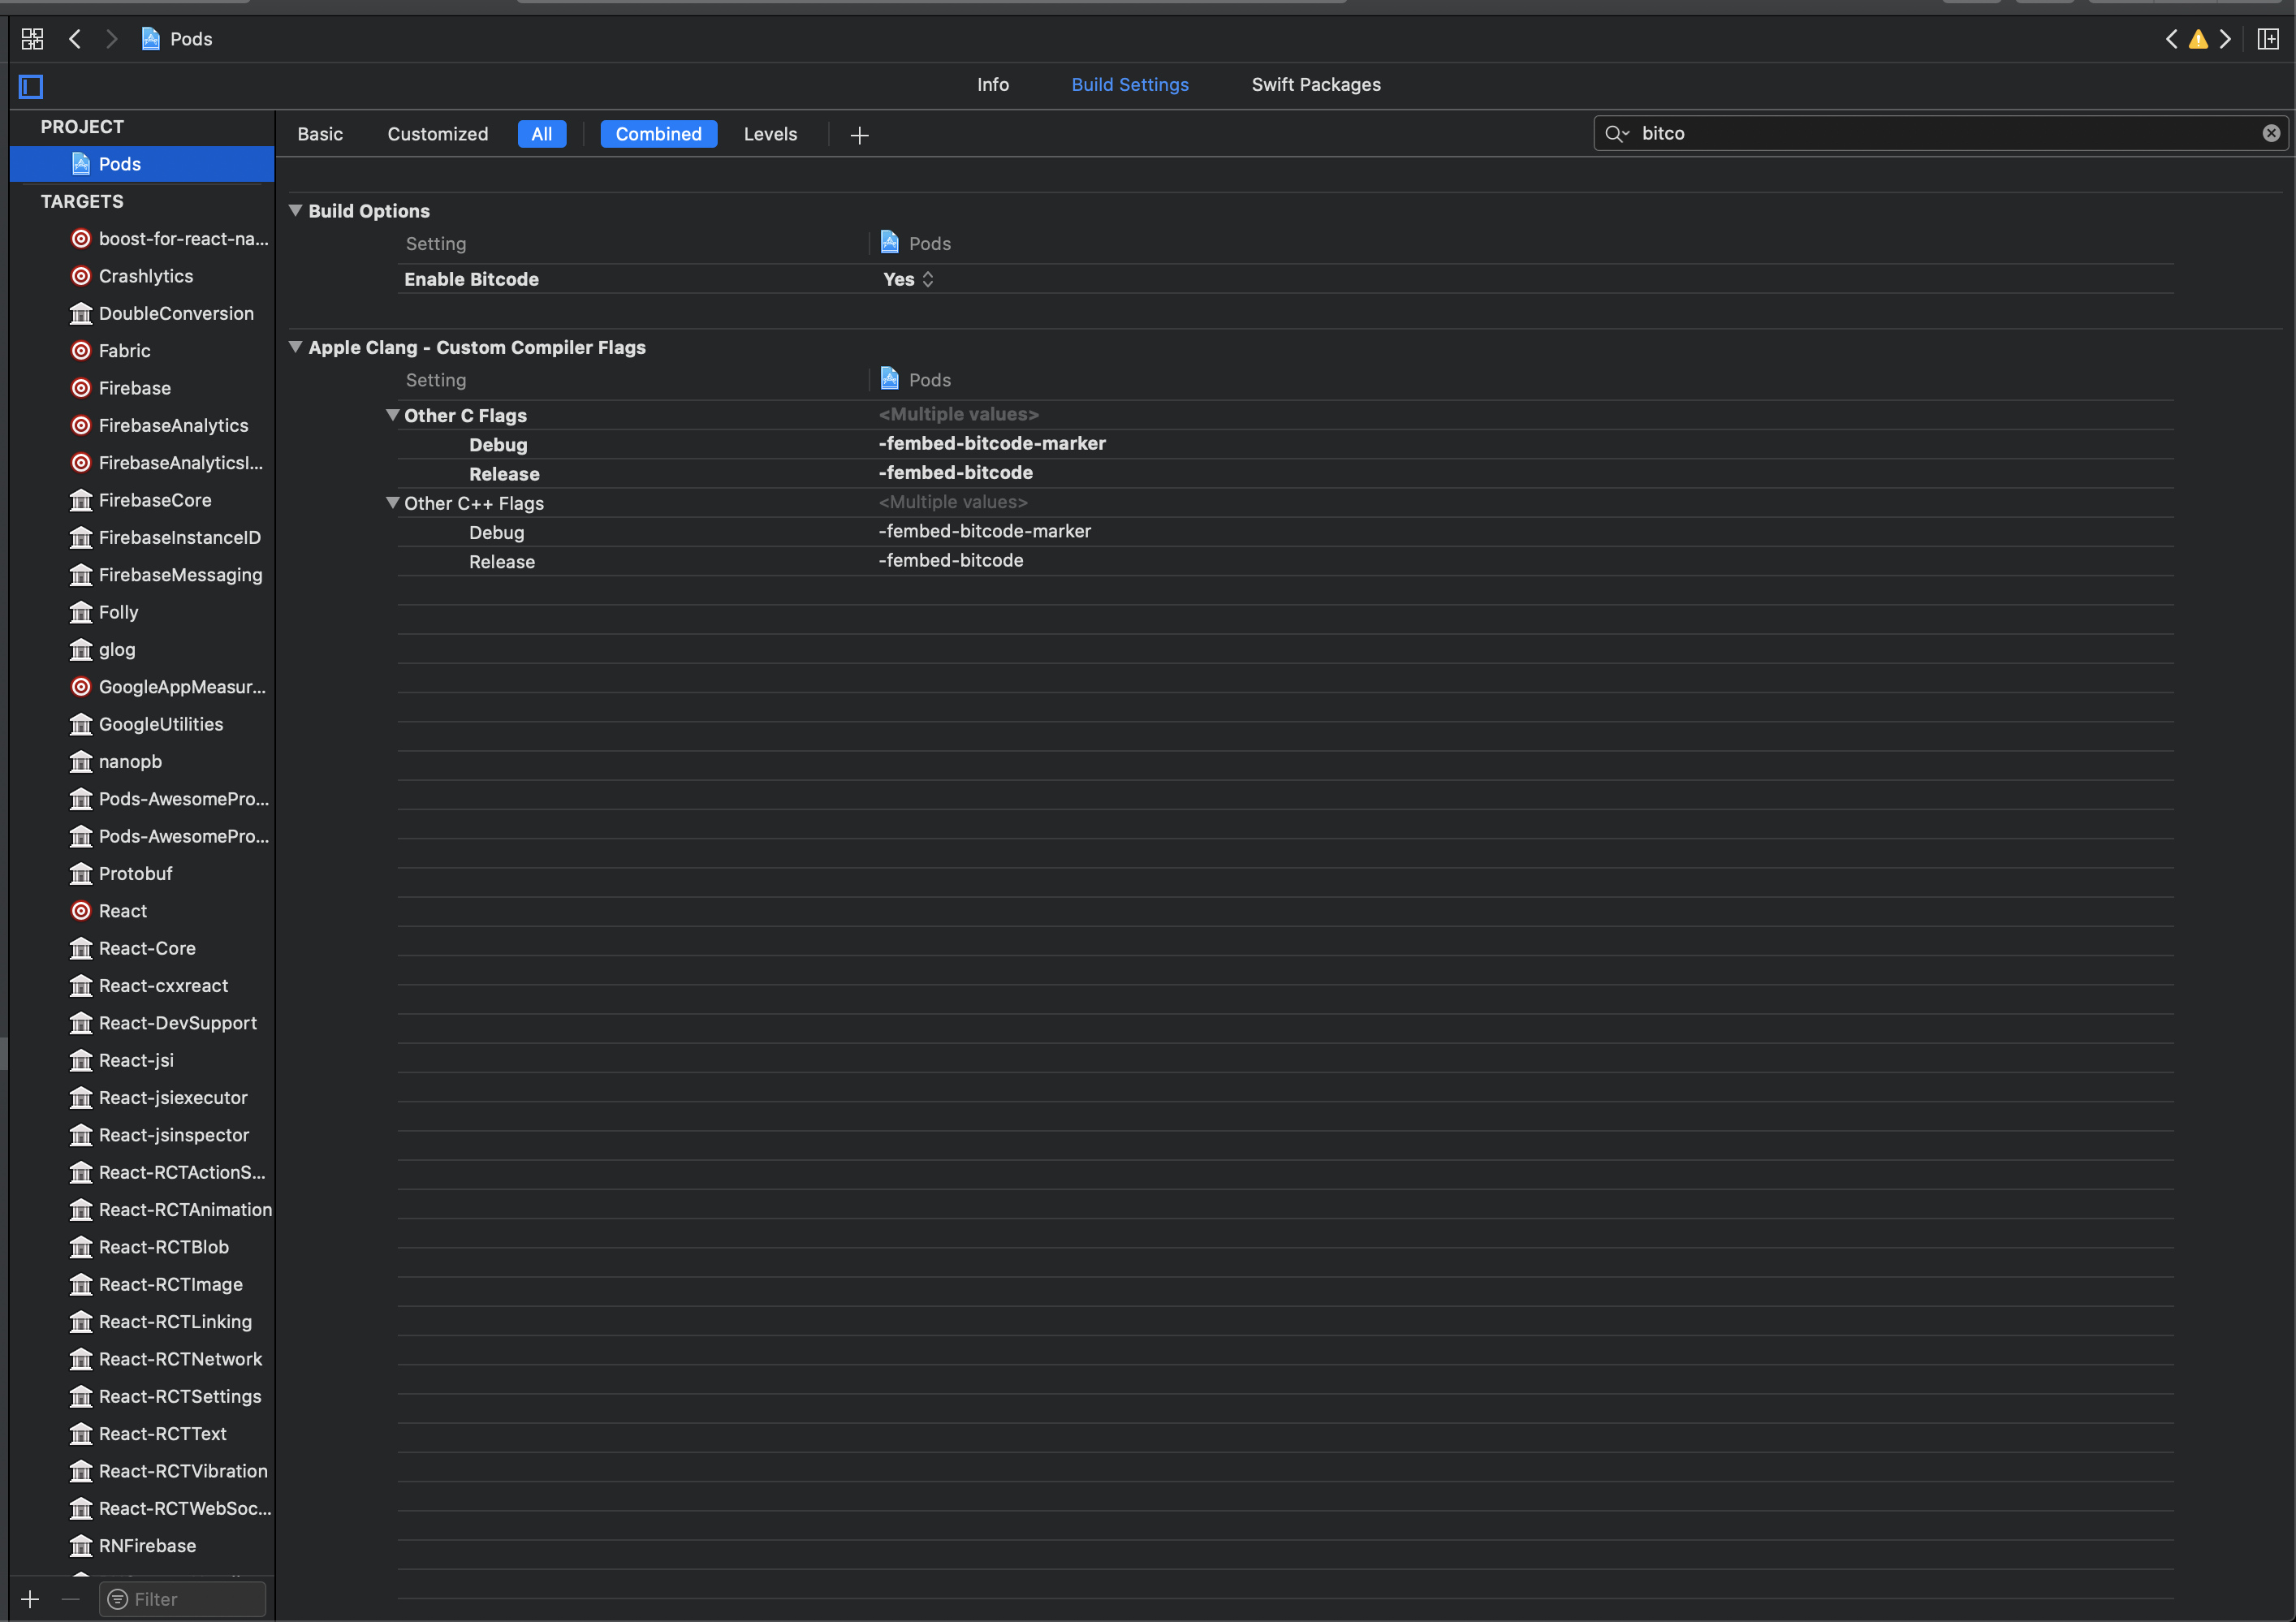 Pods
Info Build Settings Swift Packages
PROJECT
Pods
TARGETS
boost-for-react-na...
Crashlytics
DoubleConversion
Fabric
Firebase
FirebaseAnalytics
FirebaseAnalyticsI...
FirebaseCore
FirebaseInstanceID
FirebaseMessaging
Folly
glog
GoogleAppMeasur...
GoogleUtilities
nanopb
Pods-AwesomePro...
Pods-AwesomePro...
Protobuf
React
React-Core
React-cxxreact
React-DevSupport
React-jsi
React-jsiexecutor
React-jsinspector
React-RCTActionS...
React-RCTAnimation
React-RCTBlob
React-RCTImage
React-RCTLinking
React-RCTNetwork
React-RCTSettings
React-RCTText
React-RCTVibration
React-RCTWebSoc...
RNFirebase
Filter
Basic Customized All Combined Levels bitco
Build Options
Setting Pods
Enable Bitcode Yes
Apple Clang - Custom Compiler Flags
Setting Pods
Other C Flags <Multiple values>
Debug -fembed-bitcode-marker
Release -fembed-bitcode
Other C++ Flags <Multiple values>
Debug -fembed-bitcode-marker
Release -fembed-bitcode